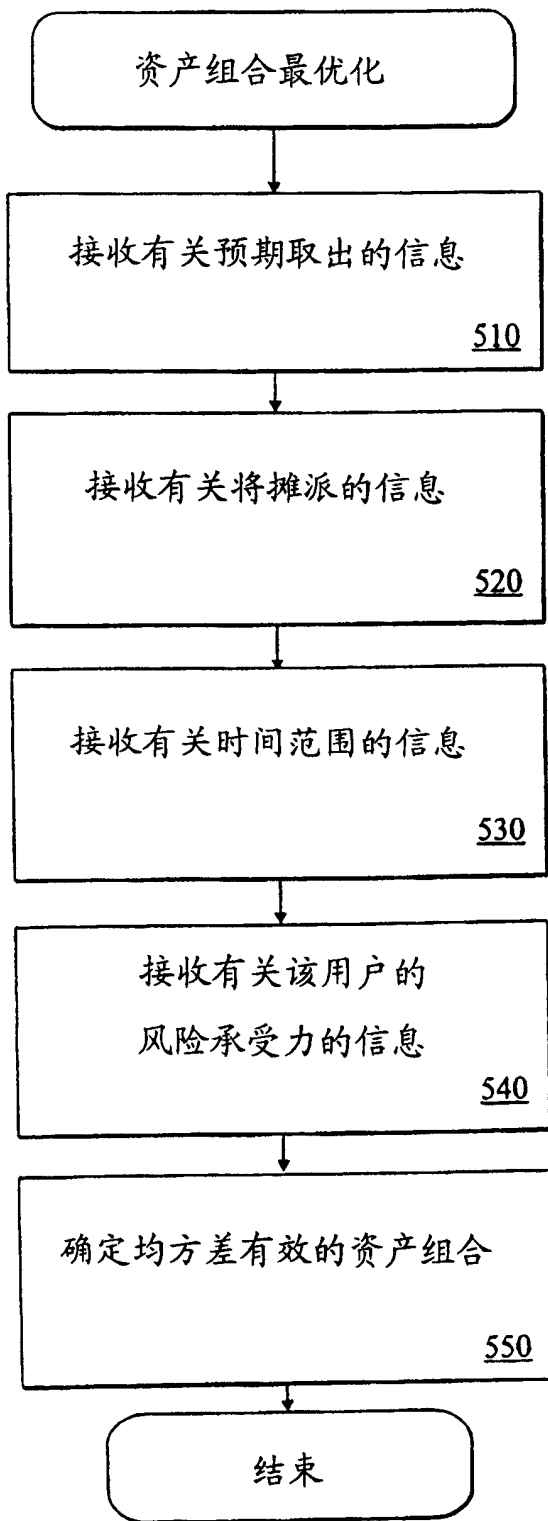 资产组合最优化
接收有关预期取出的信息
510
接收有关将摊派的信息
520
接收有关时间范围的信息
530
接收有关该用户的
风险承受力的信息
540
确定均方差有效的资产组合
550
结束